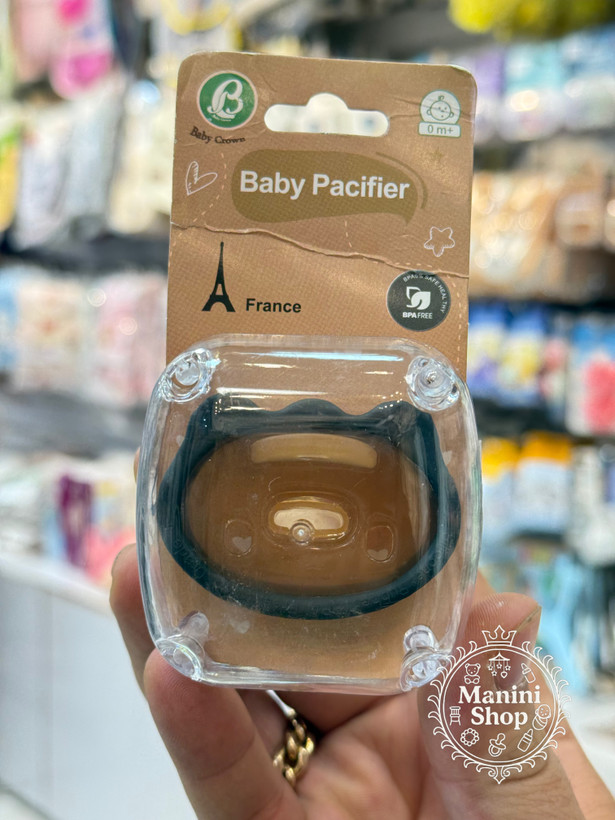 B
Baby Crown
0 m+
Baby Pacifier
France
BPA FREE
Manini
Shop